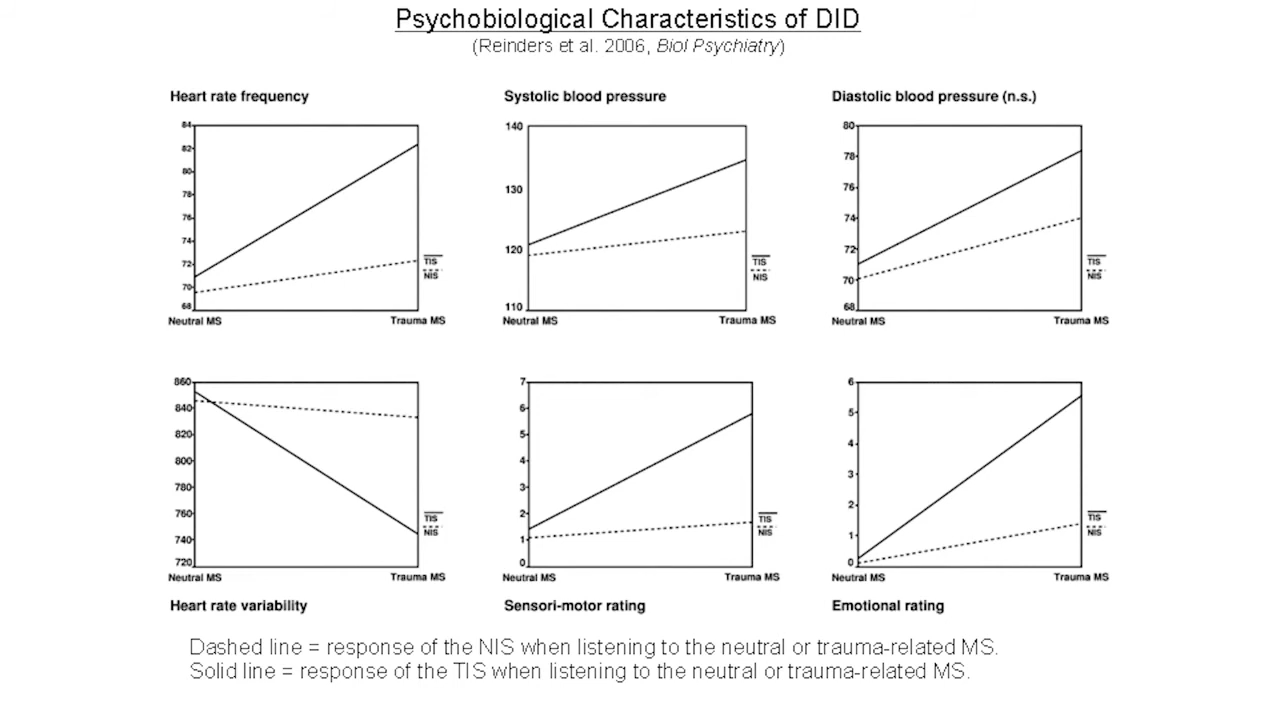 Psychobiological Characteristics of DID
(Reinders et al. 2006, Biol Psychiatry)
Heart rate frequency
84
82
80
78
76
74
72
70
68
TIS
NIS
Neutral MS Trauma MS
Systolic blood pressure
140
130
120
110
TIS
NIS
Neutral MS Trauma MS
Diastolic blood pressure (n.s.)
80
78
76
74
72
70
68
TIS
NIS
Neutral MS Trauma MS
860
840
820
800
780
760
740
720
TIS
NIS
Neutral MS Trauma MS
Heart rate variability
7
6
5
4
3
2
1
0
TIS
NIS
Neutral MS Trauma MS
Sensori-motor rating
6
5
4
3
2
1
0
TIS
NIS
Neutral MS Trauma MS
Emotional rating
Dashed line = response of the NIS when listening to the neutral or trauma-related MS.
Solid line = response of the TIS when listening to the neutral or trauma-related MS.